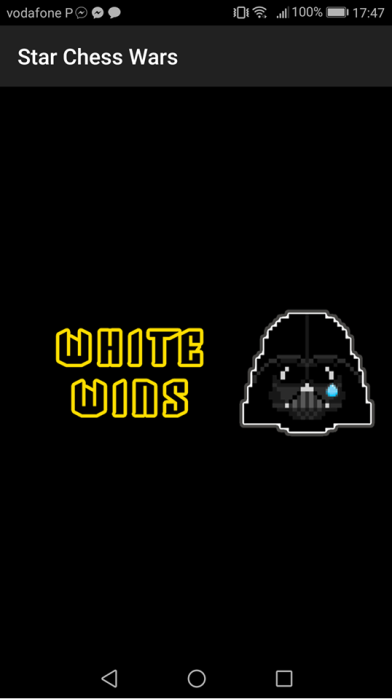 vodafone P 100% 17:47
Star Chess Wars
WHITE
WINS